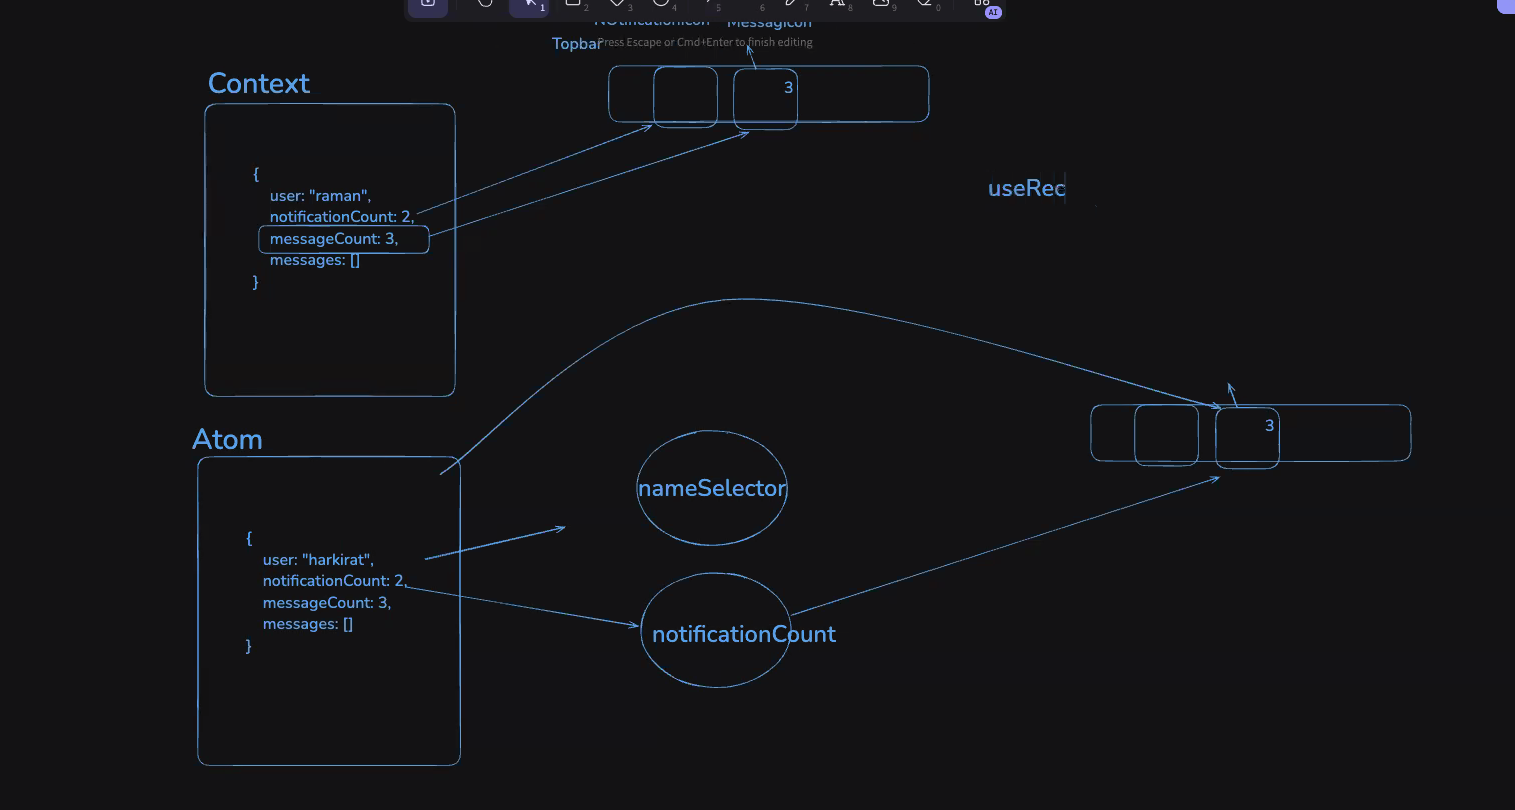 1
2
3
4
5
6
7
8
9
0
AI
NotificationIcon
MessagIcon
Topbar
Press Escape or Cmd+Enter to finish editing
Context
3
{
user: "raman",
notificationCount: 2,
messageCount: 3,
messages: []
}
useRec
Atom
{
user: "harkirat",
notificationCount: 2,
messageCount: 3,
messages: []
}
nameSelector
notificationCount
3